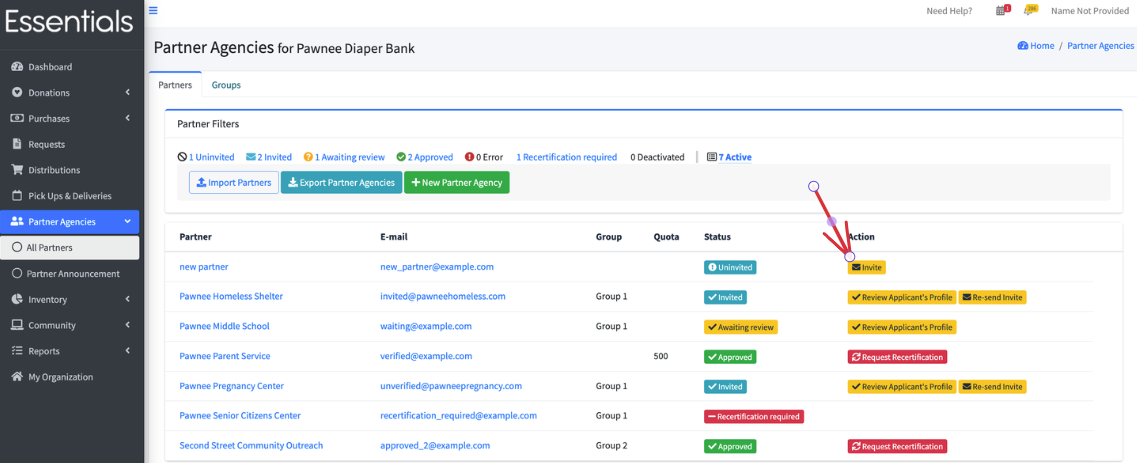 Essentials
Need Help? 1 286 Name Not Provided
Partner Agencies for Pawnee Diaper Bank
Home / Partner Agencies
Dashboard
Donations
Purchases
Requests
Distributions
Pick Ups & Deliveries
Partner Agencies
All Partners
Partner Announcement
Inventory
Community
Reports
My Organization
Partners Groups
Partner Filters
1 Uninvited 2 Invited 1 Awaiting review 2 Approved 0 Error 1 Recertification required 0 Deactivated 7 Active
Import Partners Export Partner Agencies New Partner Agency
Partner E-mail Group Quota Status Action
new partner new_partner@example.com Uninvited Invite
Pawnee Homeless Shelter invited@pawneehomeless.com Group 1 Invited Review Applicant's Profile Re-send Invite
Pawnee Middle School waiting@example.com Group 1 Awaiting review Review Applicant's Profile
Pawnee Parent Service verified@example.com 500 Approved Request Recertification
Pawnee Pregnancy Center unverified@pawneepregnancy.com Group 1 Invited Review Applicant's Profile Re-send Invite
Pawnee Senior Citizens Center recertification_required@example.com Group 1 Recertification required
Second Street Community Outreach approved_2@example.com Group 2 Approved Request Recertification